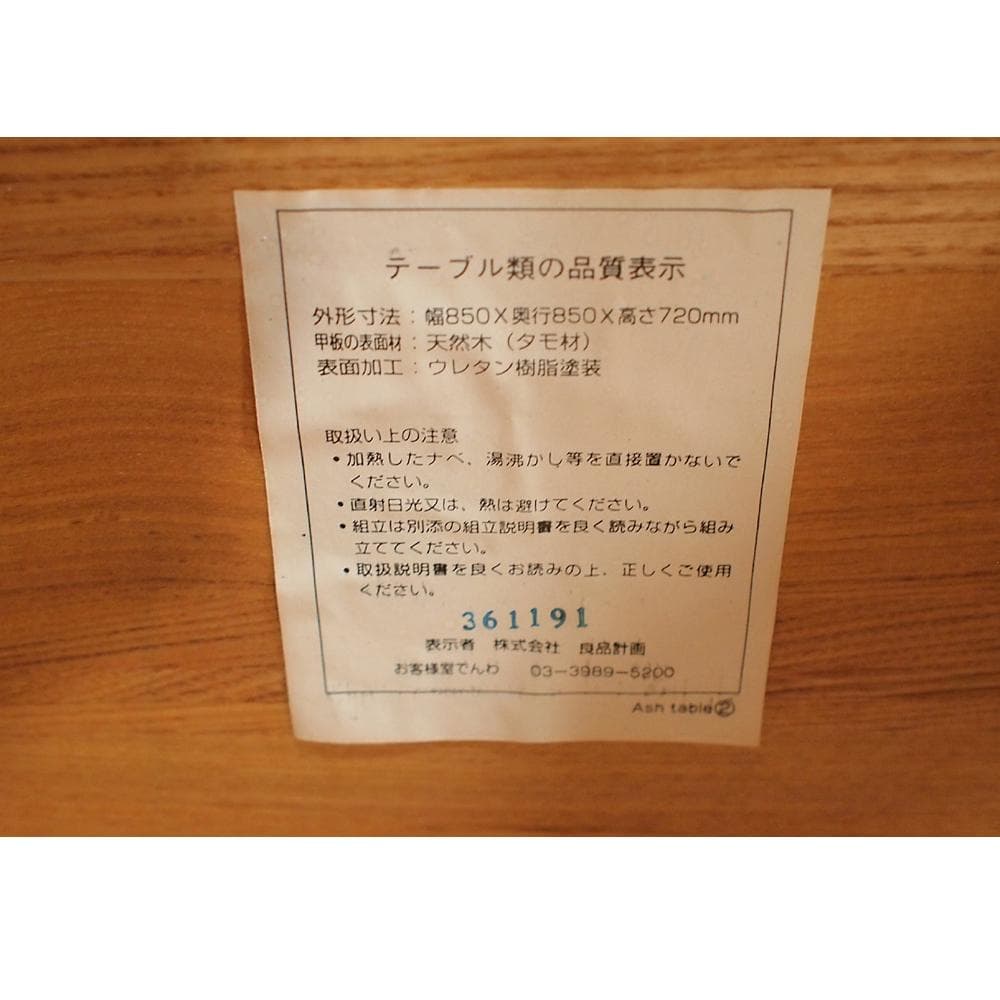 テーブル類の品質表示
外形寸法：幅850X奥行850X高さ720mm
甲板の表面材：天然木（タモ材）
表面加工：ウレタン樹脂塗装
取扱い上の注意
•加熱したナベ、湯沸かし等を直接置かないで
ください。
•直射日光又は、熱は避けてください。
•組立は別添の組立説明書を良く読みながら組み
立ててください。
•取扱説明書を良くお読みの上、正しくご使用
ください。
361191
表示者 株式会社 良品計画
お客様室でんわ 03-3989-5200
Ash table②